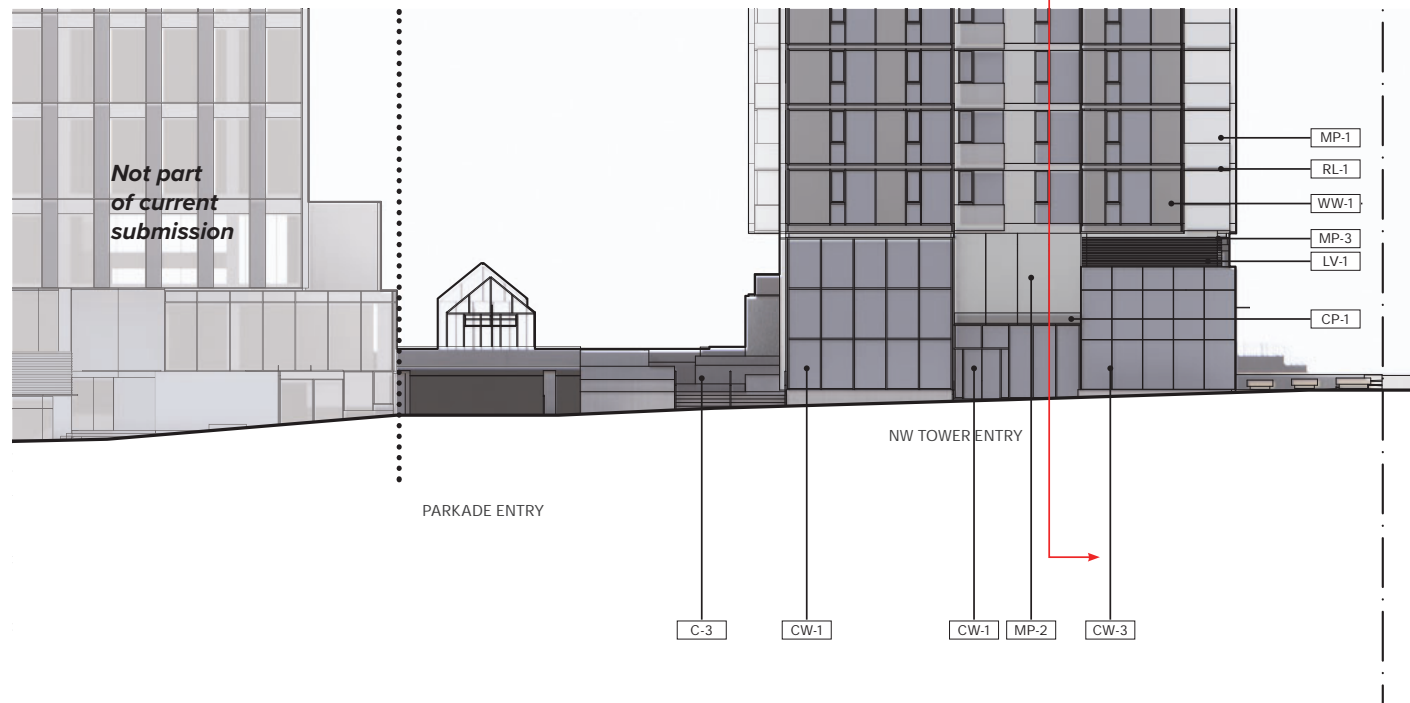 Not part
of current
submission
MP-1
RL-1
WW-1
MP-3
LV-1
CP-1
NW TOWER ENTRY
PARKADE ENTRY
C-3
CW-1
CW-1
MP-2
CW-3